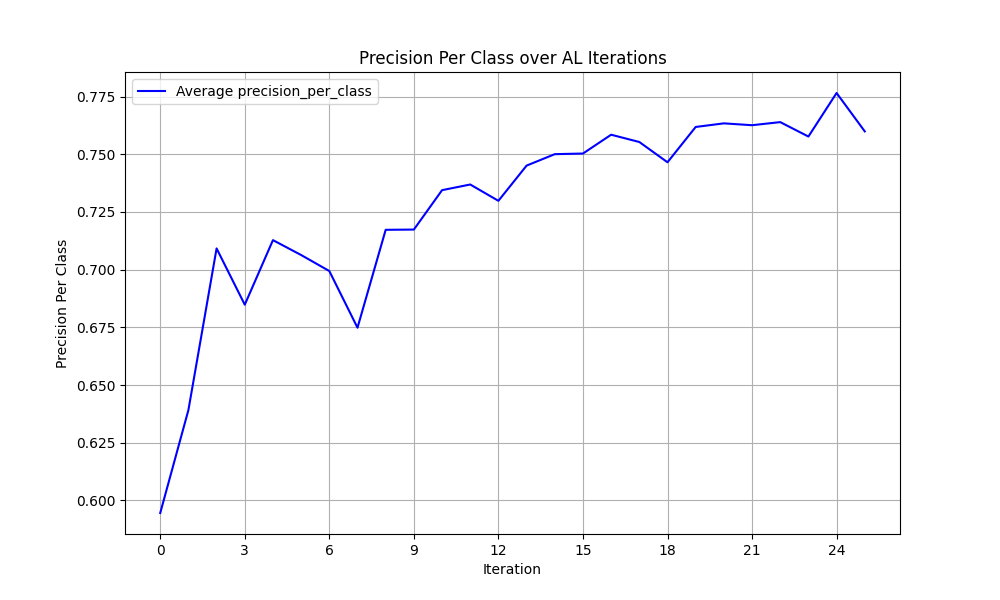 Precision Per Class over AL Iterations
Average precision_per_class
Precision Per Class
0.775
0.750
0.725
0.700
0.675
0.650
0.625
0.600
0 3 6 9 12 15 18 21 24
Iteration